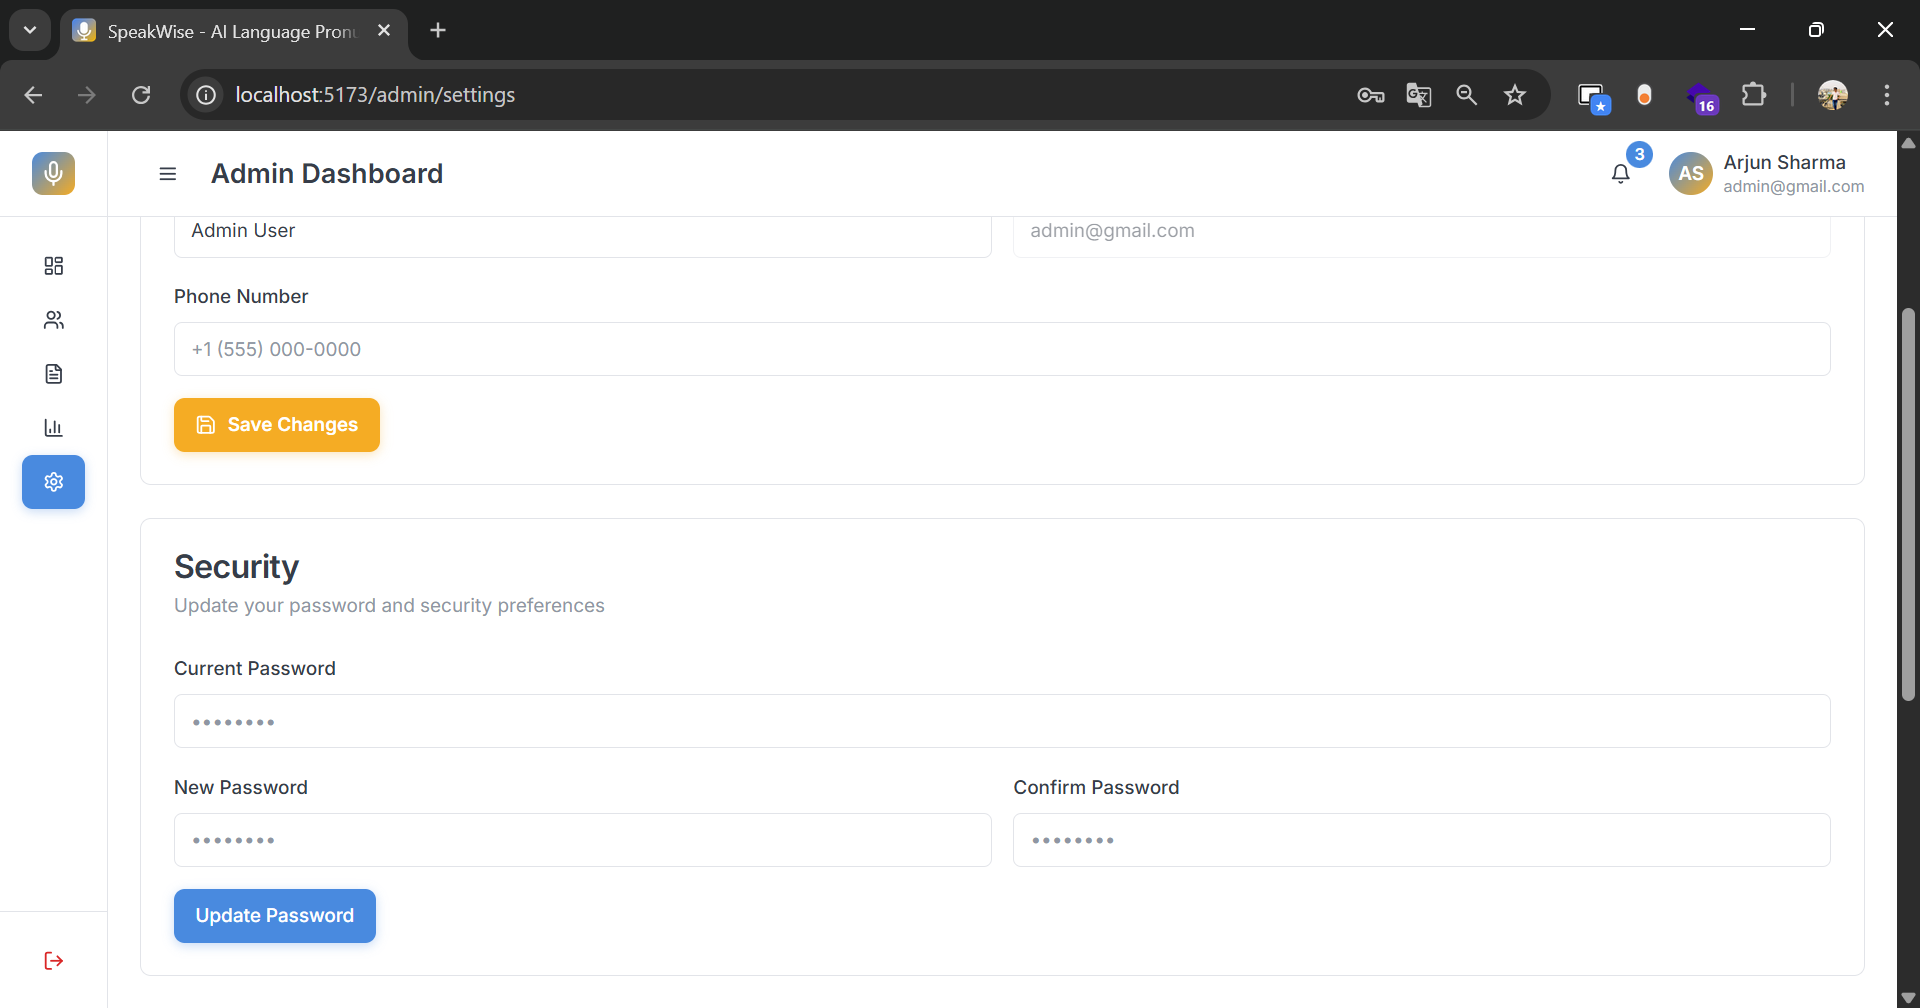 SpeakWise - AI Language Pron
localhost:5173/admin/settings
16
Admin Dashboard
3
AS
Arjun Sharma
admin@gmail.com
Admin User
admin@gmail.com
Phone Number
+1 (555) 000-0000
Save Changes
Security
Update your password and security preferences
Current Password
••••••••
New Password
Confirm Password
••••••••
••••••••
Update Password